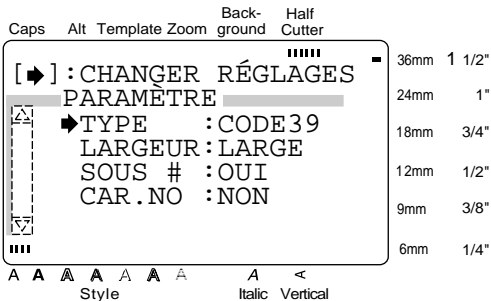 Caps Alt Template Zoom Back-ground Half Cutter
[➡]:CHANGER RÉGLAGES
PARAMÈTRE
➡TYPE :CODE39
LARGEUR:LARGE
SOUS # :OUI
CAR.NO :NON
36mm 1 1/2"
24mm 1"
18mm 3/4"
12mm 1/2"
9mm 3/8"
6mm 1/4"
A A A A A A A A A
Style Italic Vertical